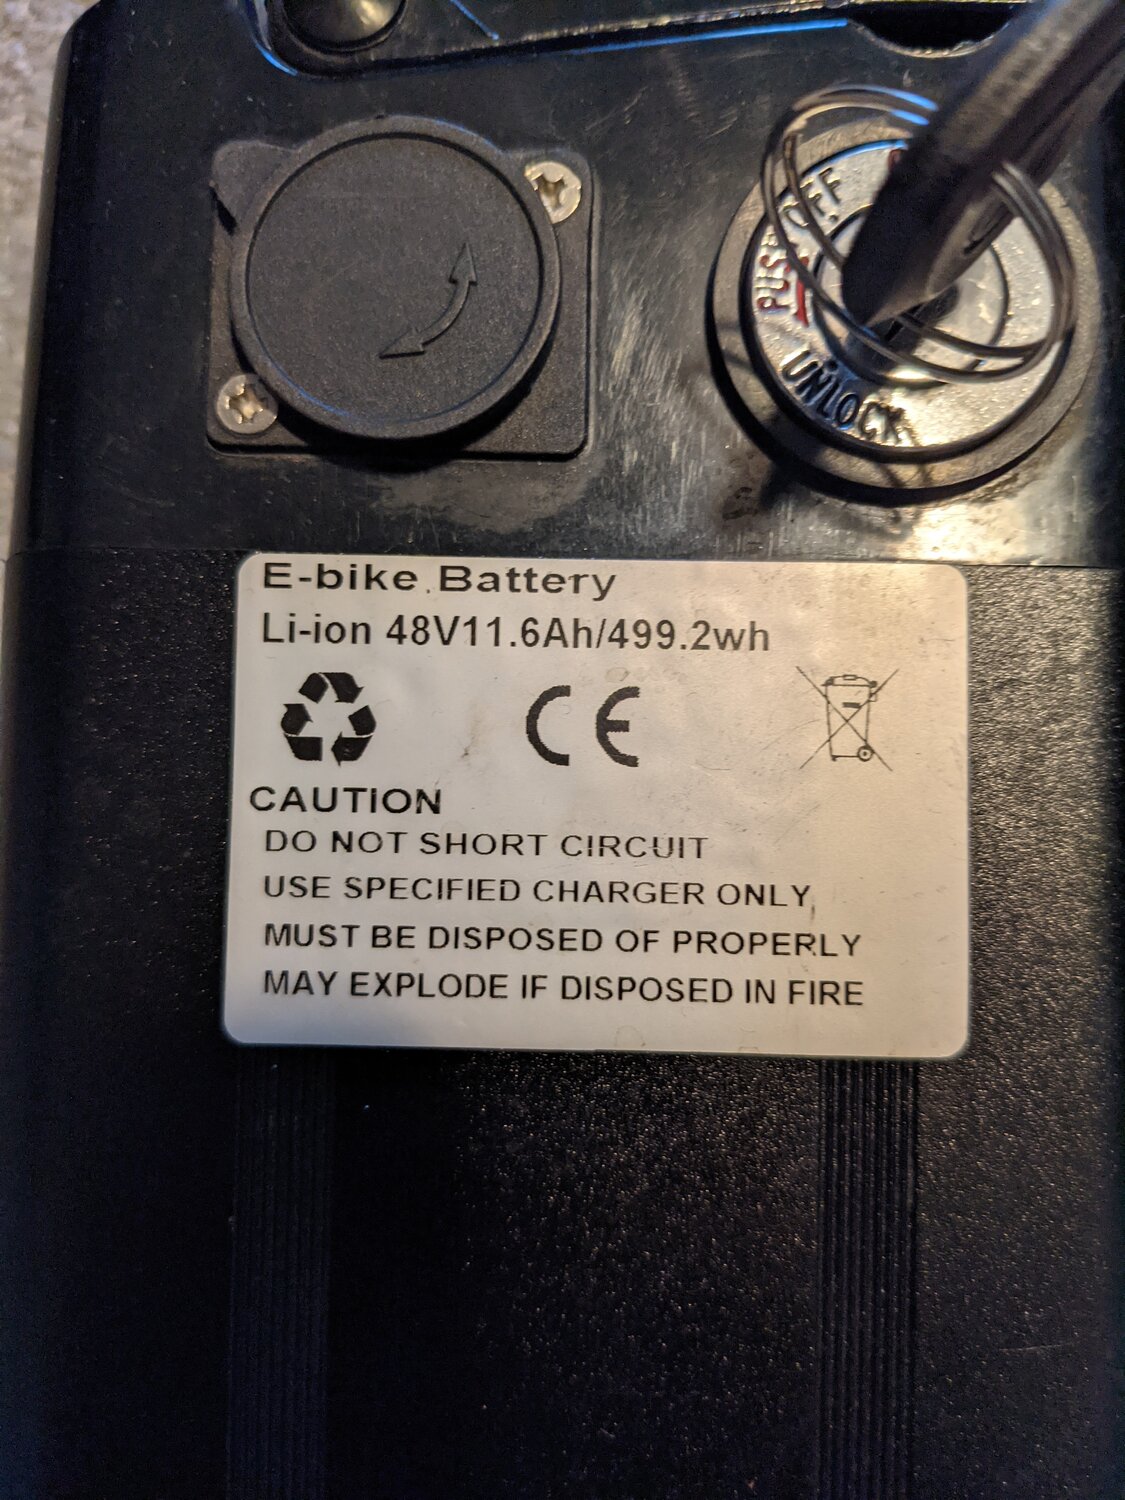 OFF
PUSH
UNLOCK
E-bike Battery
Li-ion 48V11.6Ah/499.2wh
CE
CAUTION
DO NOT SHORT CIRCUIT
USE SPECIFIED CHARGER ONLY
MUST BE DISPOSED OF PROPERLY
MAY EXPLODE IF DISPOSED IN FIRE